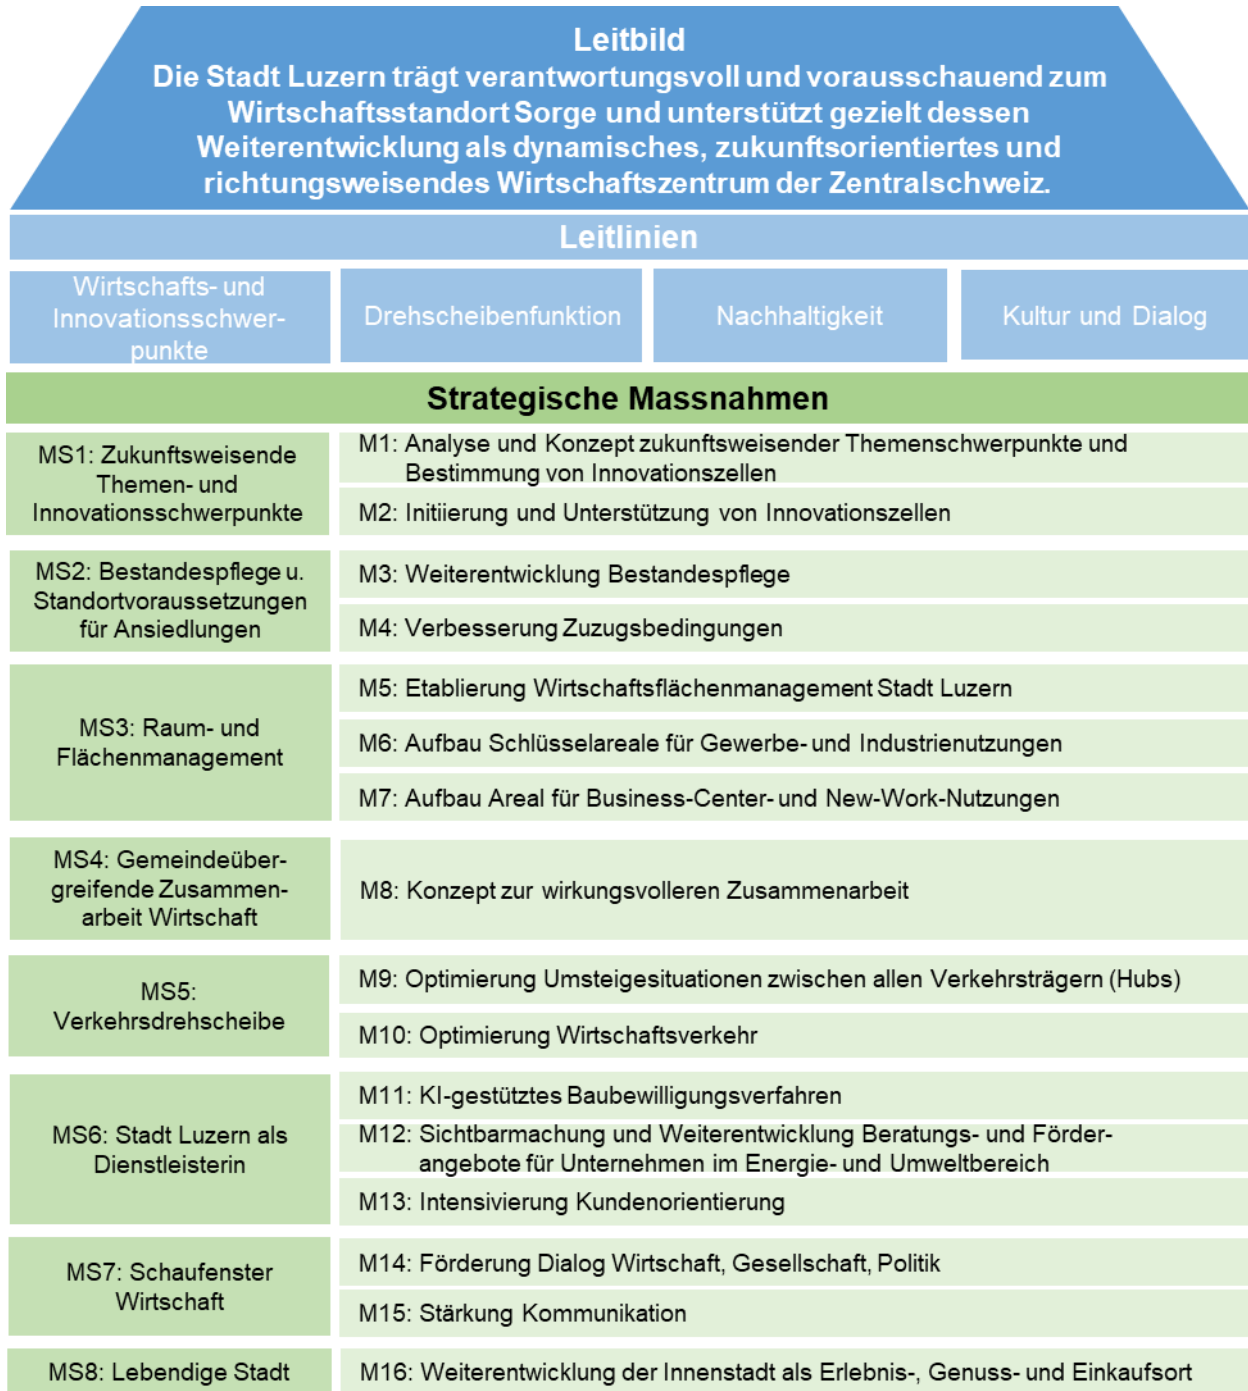 Leitbild
Die Stadt Luzern trägt verantwortungsvoll und vorausschauend zum
Wirtschaftsstandort Sorge und unterstützt gezielt dessen
Weiterentwicklung als dynamisches, zukunftsorientiertes und
richtungsweisendes Wirtschaftszentrum der Zentralschweiz.
Leitlinien
Wirtschafts- und
Innovationsschwer-
punkte
Drehscheibenfunktion
Nachhaltigkeit
Kultur und Dialog
Strategische Massnahmen
MS1: Zukunftsweisende
Themen- und
Innovationsschwerpunkte
M1: Analyse und Konzept zukunftsweisender Themenschwerpunkte und
Bestimmung von Innovationszellen
M2: Initiierung und Unterstützung von Innovationszellen
MS2: Bestandespflege u.
Standortvoraussetzungen
für Ansiedlungen
M3: Weiterentwicklung Bestandespflege
M4: Verbesserung Zuzugsbedingungen
MS3: Raum- und
Flächenmanagement
M5: Etablierung Wirtschaftsflächenmanagement Stadt Luzern
M6: Aufbau Schlüsselareale für Gewerbe- und Industrienutzungen
M7: Aufbau Areal für Business-Center- und New-Work-Nutzungen
MS4: Gemeindeüber-
greifende Zusammen-
arbeit Wirtschaft
M8: Konzept zur wirkungsvolleren Zusammenarbeit
MS5:
Verkehrsdrehscheibe
M9: Optimierung Umsteigesituationen zwischen allen Verkehrsträgern (Hubs)
M10: Optimierung Wirtschaftsverkehr
MS6: Stadt Luzern als
Dienstleisterin
M11: KI-gestütztes Baubewilligungsverfahren
M12: Sichtbarmachung und Weiterentwicklung Beratungs- und Förder-
angebote für Unternehmen im Energie- und Umweltbereich
M13: Intensivierung Kundenorientierung
MS7: Schaufenster
Wirtschaft
M14: Förderung Dialog Wirtschaft, Gesellschaft, Politik
M15: Stärkung Kommunikation
MS8: Lebendige Stadt
M16: Weiterentwicklung der Innenstadt als Erlebnis-, Genuss- und Einkaufsort